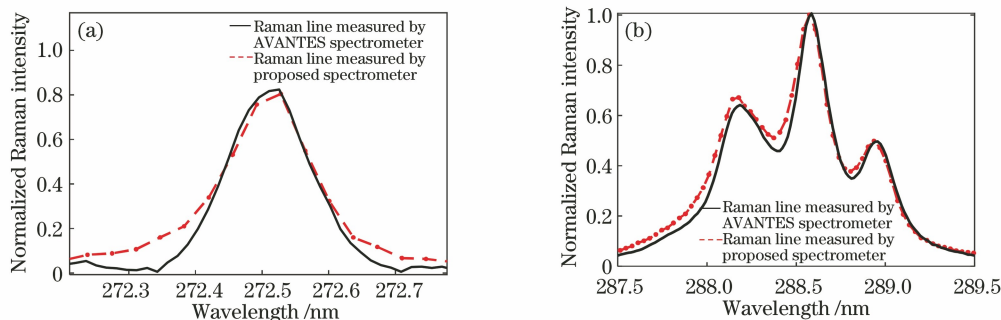 (a)
Raman line measured by
AVANTES spectrometer
Raman line measured by
proposed spectrometer
Normalized Raman intensity
1.0
0.8
0.6
0.4
0.2
0
272.3
272.4
272.5
272.6
272.7
Wavelength /nm
(b)
Normalized Raman intensity
1.0
0.8
0.6
0.4
0.2
0
Raman line measured by
AVANTES spectrometer
Raman line measured by
proposed spectrometer
287.5
288.0
288.5
289.0
289.5
Wavelength /nm